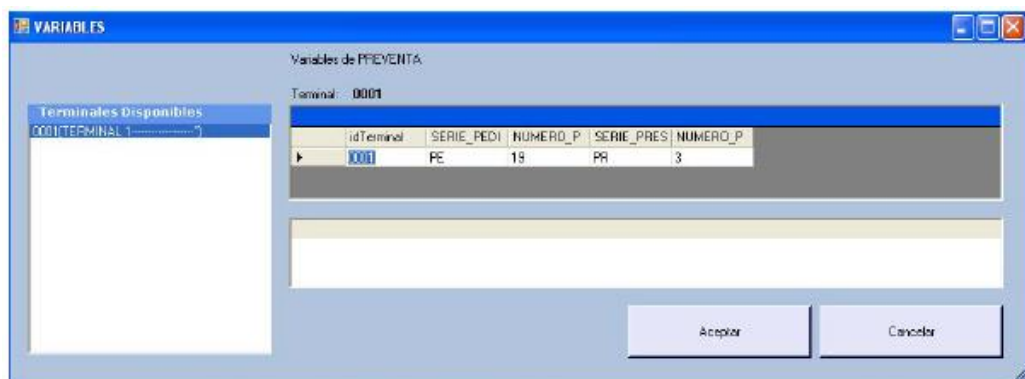 VARIABLES
Variables de PREVENTA
Terminal: 0001
Terminales Disponibles
0001(TERMINAL 1----------------")
idTerminal SERIE_PEDI NUMERO_P SERIE_PRES NUMERO_P
0001 PE 19 PR 3
Aceptar Cancelar